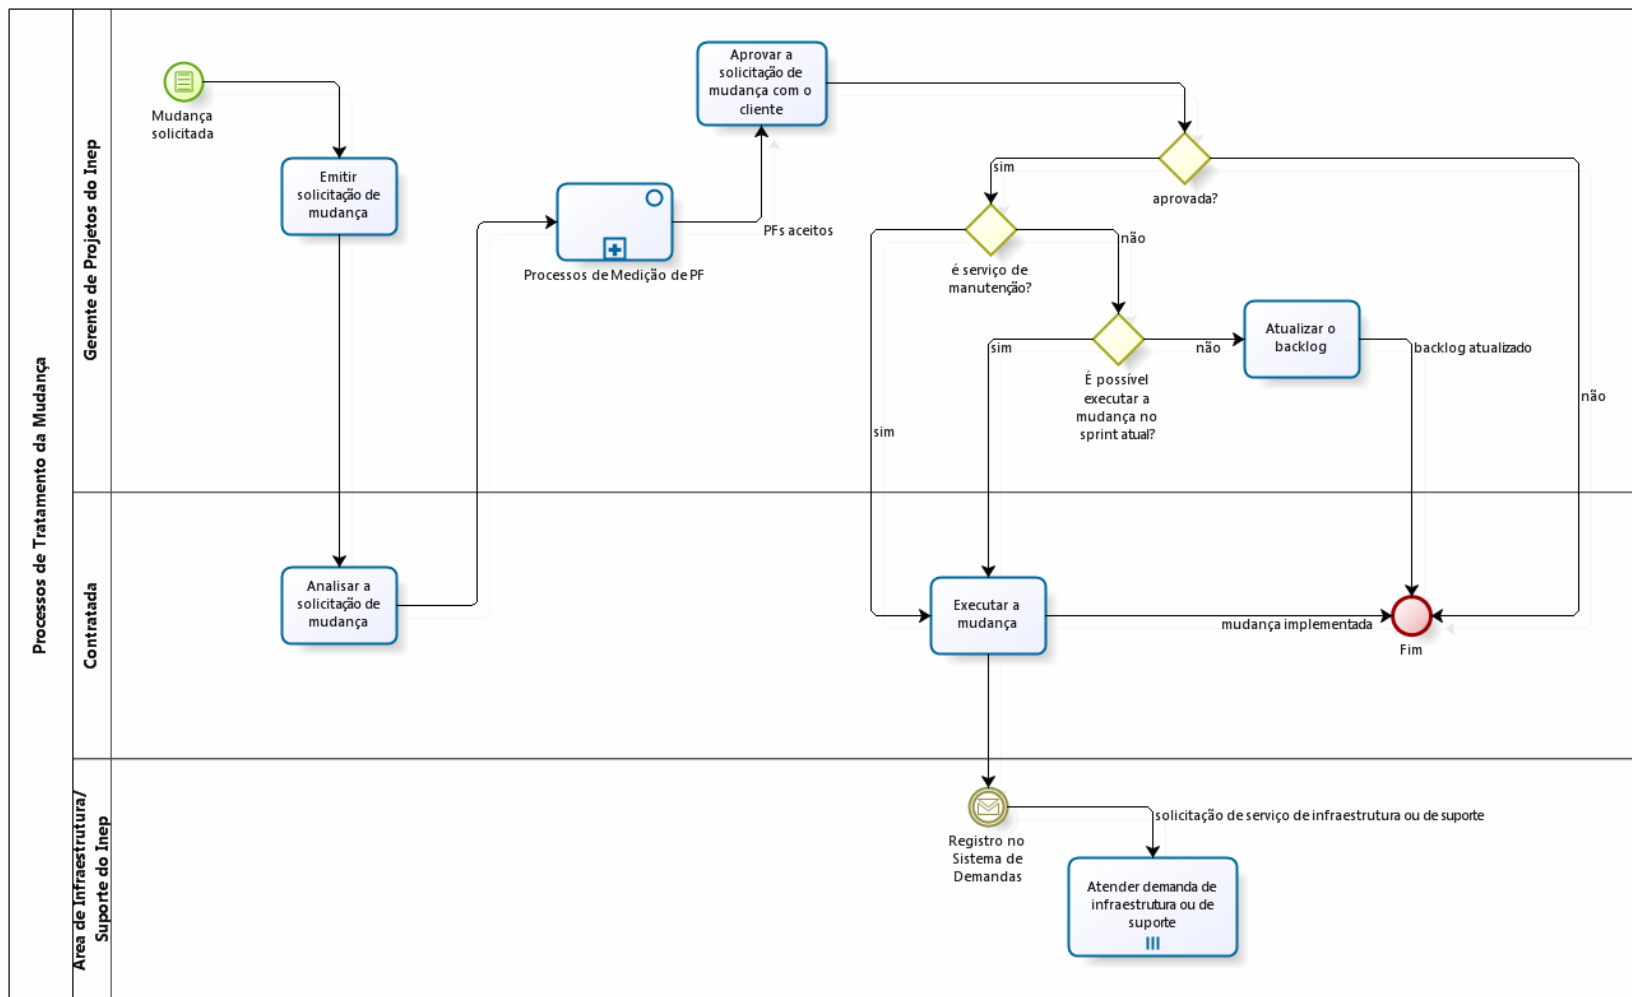 Processos de Tratamento da Mudança
Gerente de Projetos do Inep
Mudança
solicitada
Emitir
solicitação de
mudança
Processos de Medição de PF
PFs aceitos
Aprovar a
solicitação de
mudança com o
cliente
aprovada?
sim
não
é serviço de
manutenção?
sim
não
É possível
executar a
mudança no
sprint atual?
sim
não
Atualizar o
backlog
backlog atualizado
Contratada
Analisar a
solicitação de
mudança
Executar a
mudança
mudança implementada
Fim
Área de Infraestrutura/
Suporte do Inep
Registro no
Sistema de
Demandas
solicitação de serviço de infraestrutura ou de suporte
Atender demanda de
infraestrutura ou de
suporte